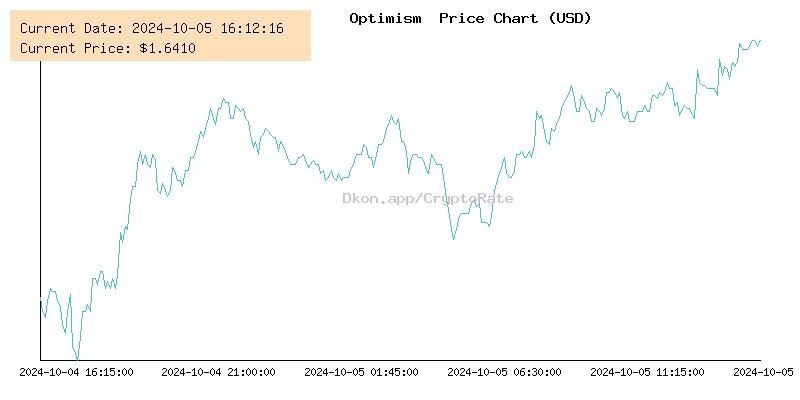 Optimism  Price Chart (USD)
Current Date: 2024-10-05 16:12:16
Current Price: $1.6410
Dkon.app/CryptoRate
2024-10-04 16:15:00 2024-10-04 21:00:00 2024-10-05 01:45:00 2024-10-05 06:30:00 2024-10-05 11:15:00 2024-10-05